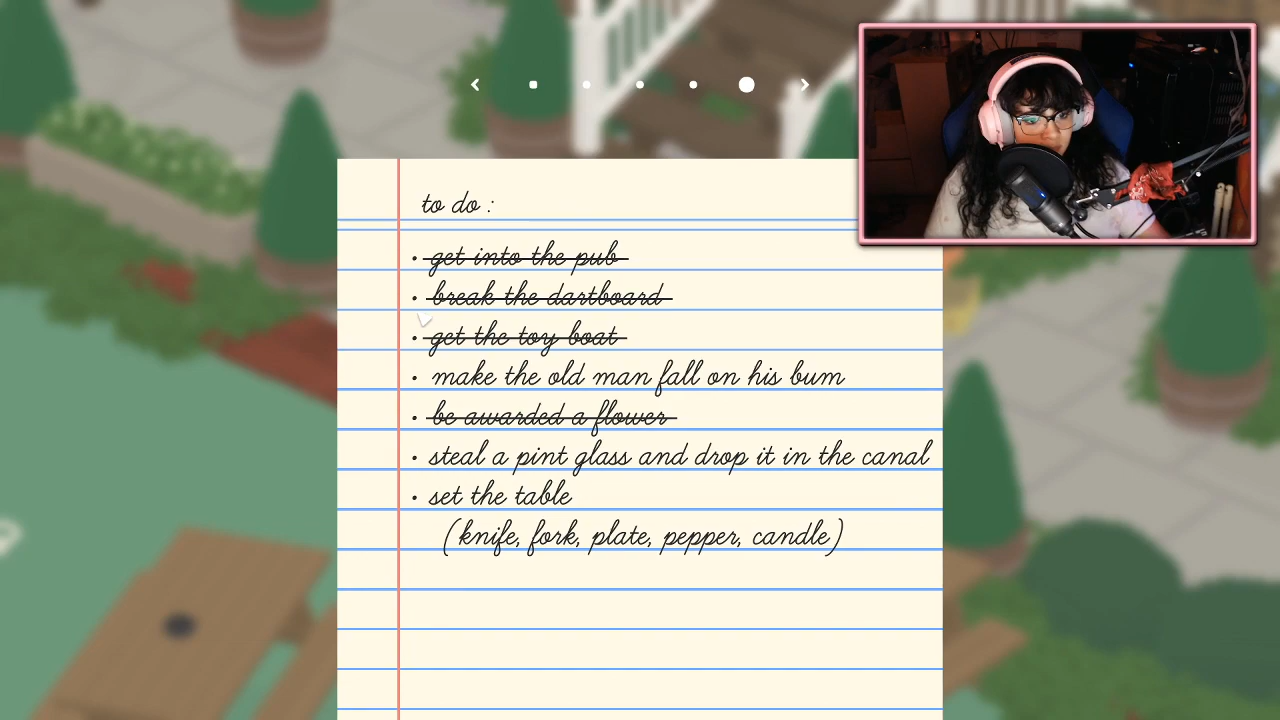 to do :
• get into the pub
• break the dartboard
• get the toy boat
• make the old man fall on his bum
• be awarded a flower
• steal a pint glass and drop it in the canal
• set the table
(knife, fork, plate, pepper, candle)